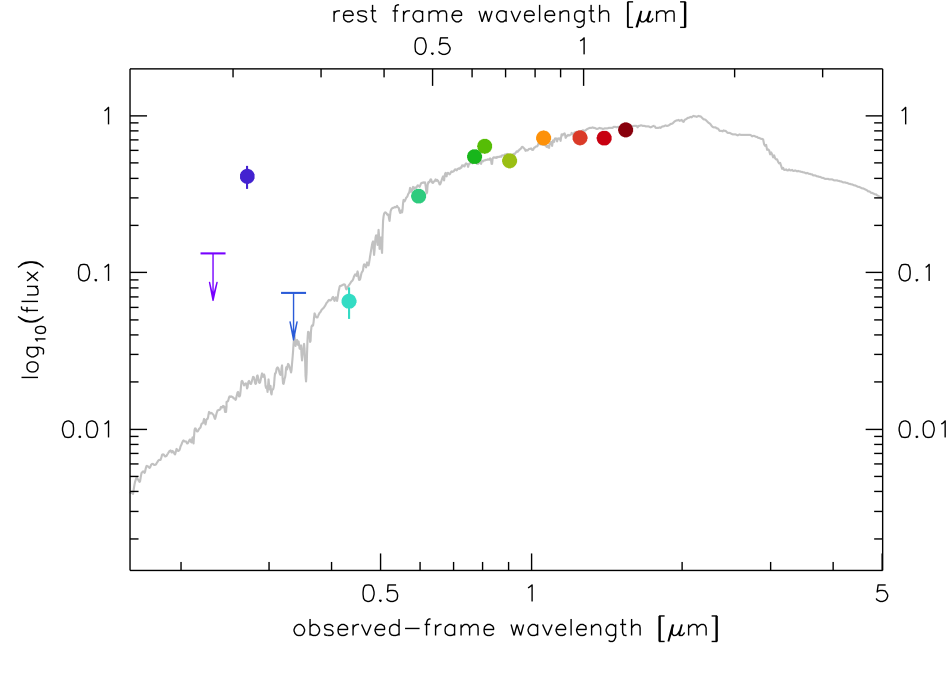 rest frame wavelength [μm]
0.5 1
1 1
0.1 0.1
0.01 0.01
log10(flux)
0.5 1 5
observed-frame wavelength [μm]